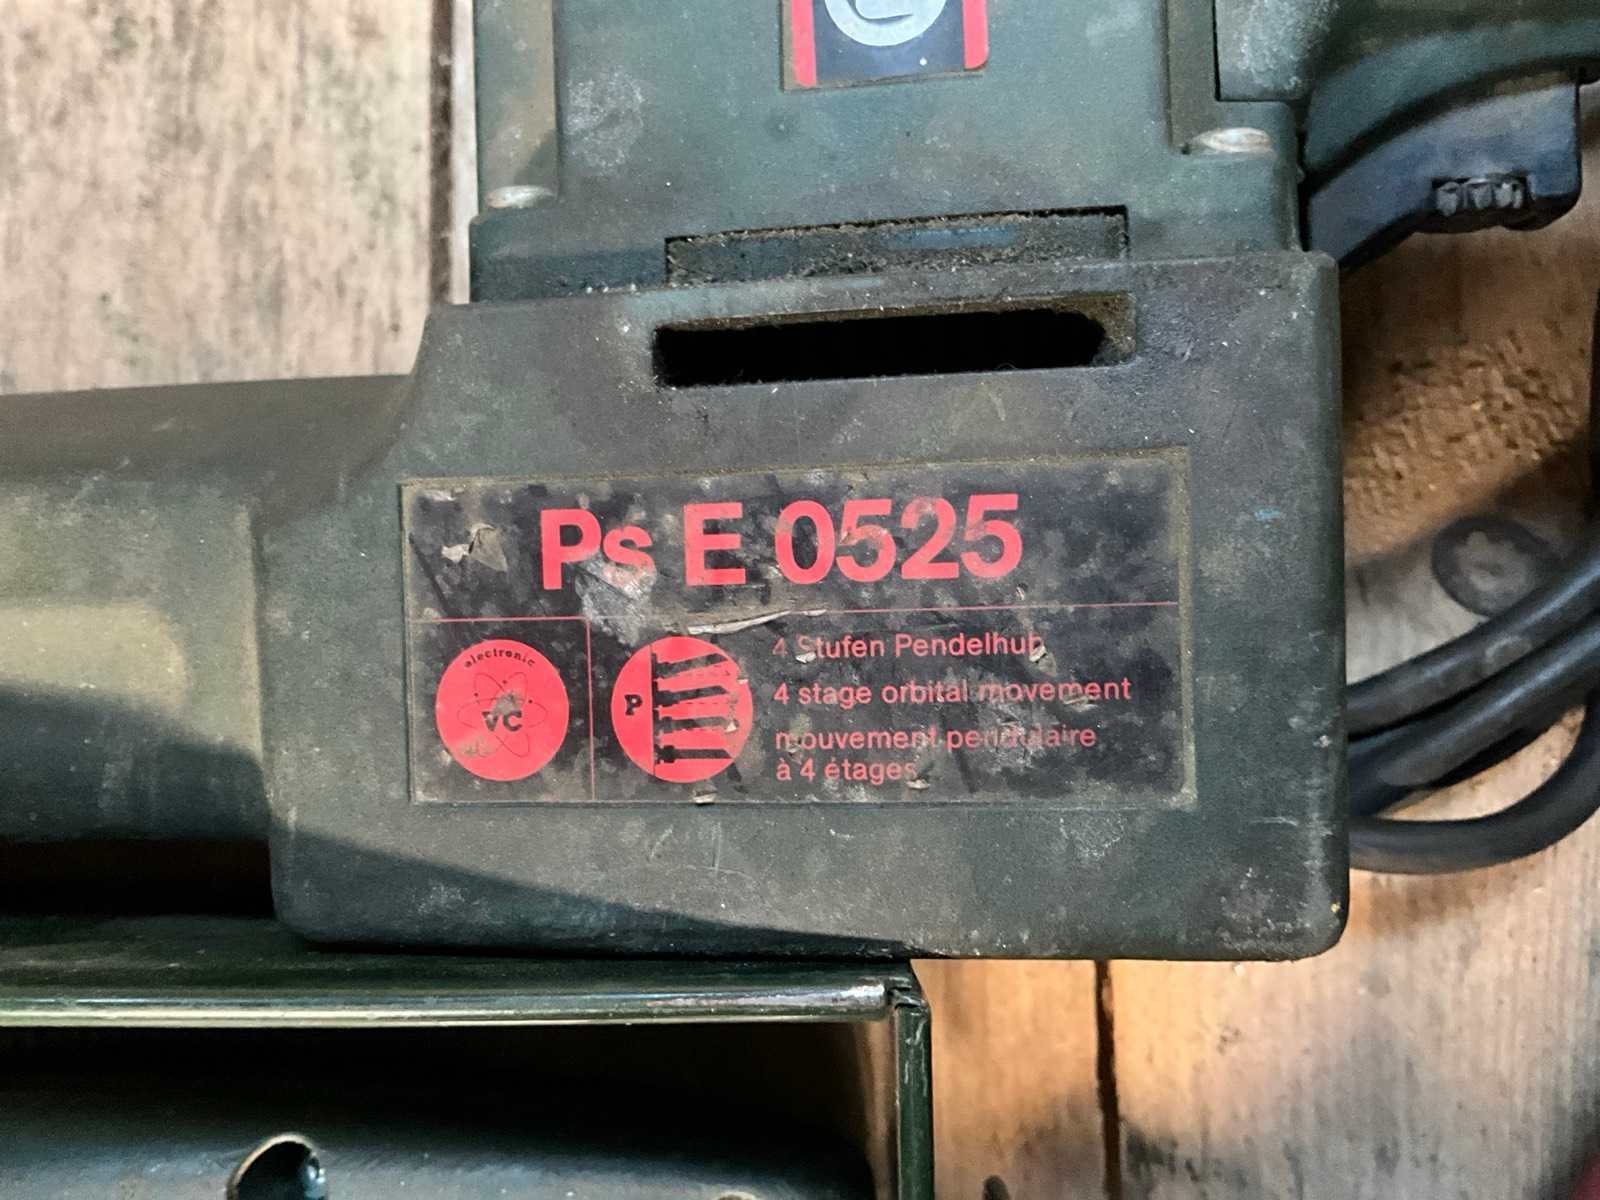 Ps E 0525
electronic
VC
P
4 Stufen Pendelhub
4 stage orbital movement
mouvement pendulaire
à 4 étages